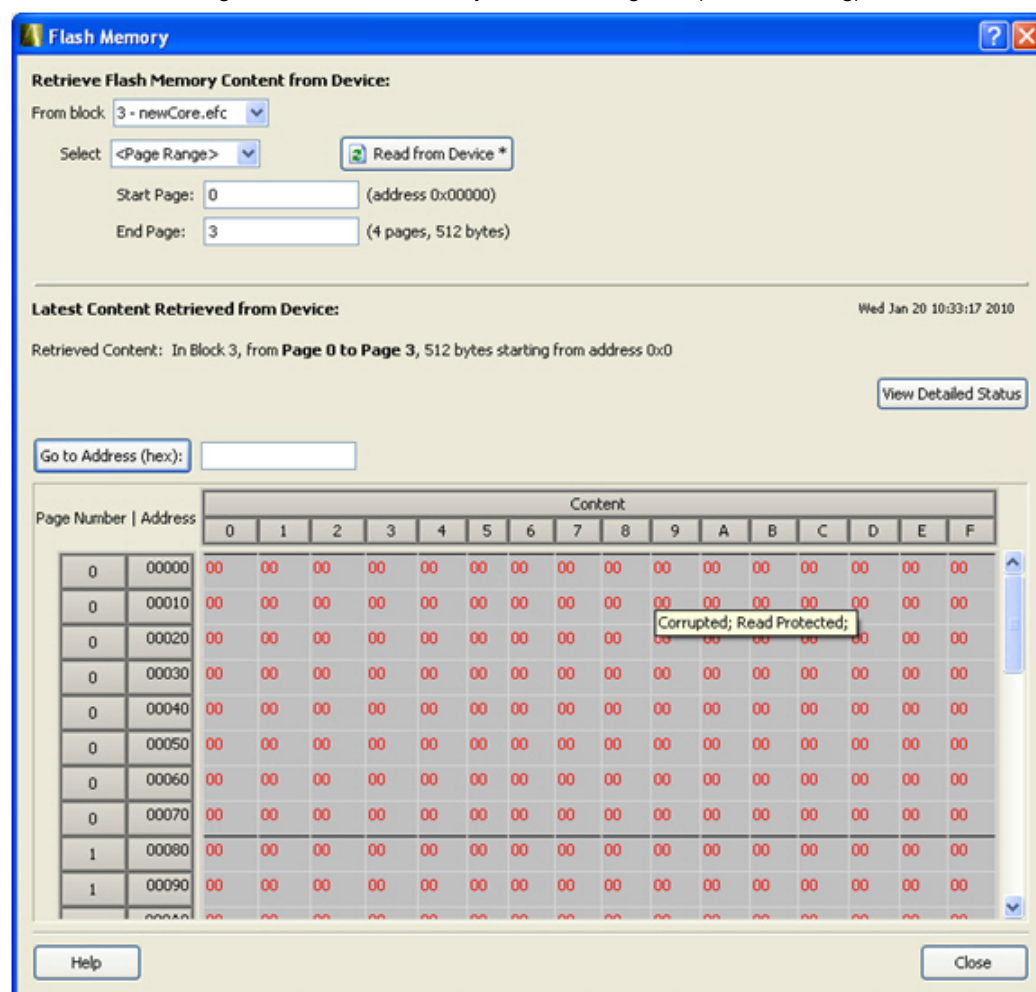 Flash Memory
Retrieve Flash Memory Content from Device:
From block 3 - newCore.efc
Select <Page Range> Read from Device *
Start Page: 0 (address 0x00000)
End Page: 3 (4 pages, 512 bytes)
Latest Content Retrieved from Device: Wed Jan 20 10:33:17 2010
Retrieved Content: In Block 3, from Page 0 to Page 3, 512 bytes starting from address 0x0
View Detailed Status
Go to Address (hex):
Content
Page Number | Address
0 1 2 3 4 5 6 7 8 9 A B C D E F
0 00000 00 00 00 00 00 00 00 00 00 00 00 00 00 00 00 00
0 00010 00 00 00 00 00 00 00 00 00 00 00 00 00 00 00 00
Corrupted; Read Protected;
0 00020 00 00 00 00 00 00 00 00 00 00 00 00 00 00 00 00
0 00030 00 00 00 00 00 00 00 00 00 00 00 00 00 00 00 00
0 00040 00 00 00 00 00 00 00 00 00 00 00 00 00 00 00 00
0 00050 00 00 00 00 00 00 00 00 00 00 00 00 00 00 00 00
0 00060 00 00 00 00 00 00 00 00 00 00 00 00 00 00 00 00
0 00070 00 00 00 00 00 00 00 00 00 00 00 00 00 00 00 00
1 00080 00 00 00 00 00 00 00 00 00 00 00 00 00 00 00 00
1 00090 00 00 00 00 00 00 00 00 00 00 00 00 00 00 00 00
Help Close